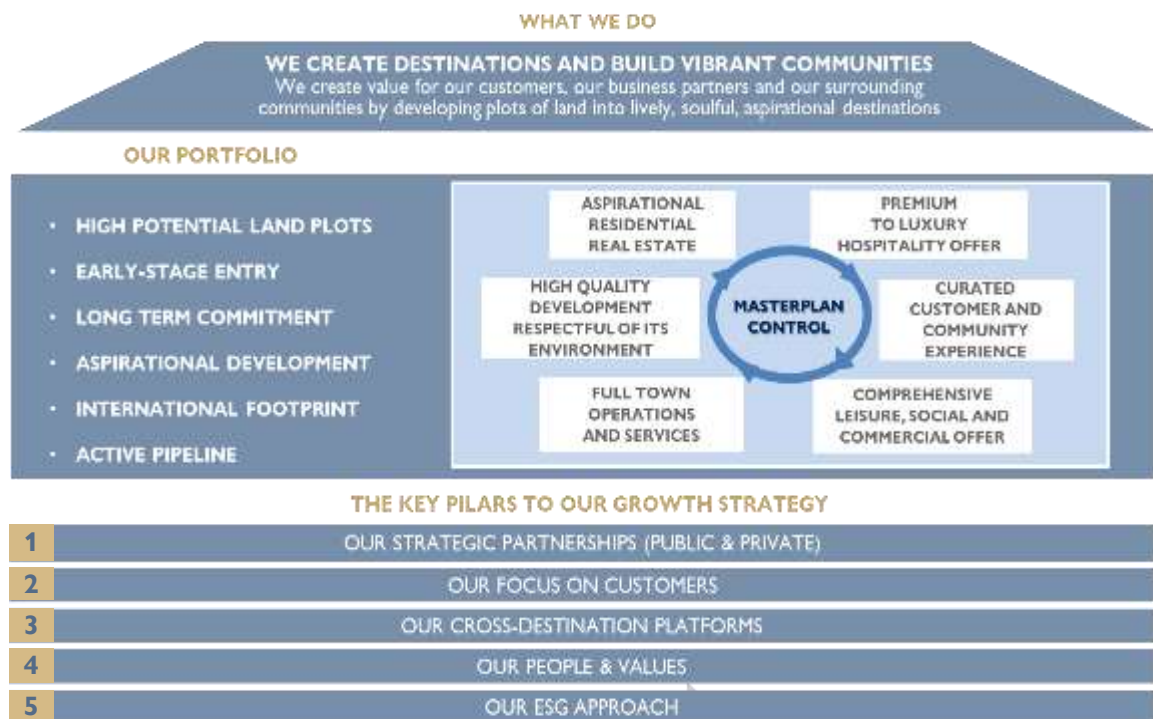 WHAT WE DO
WE CREATE DESTINATIONS AND BUILD VIBRANT COMMUNITIES
We create value for our customers, our business partners and our surrounding
communities by developing plots of land into lively, soulful, aspirational destinations
OUR PORTFOLIO
• HIGH POTENTIAL LAND PLOTS
• EARLY-STAGE ENTRY
• LONG TERM COMMITMENT
• ASPIRATIONAL DEVELOPMENT
• INTERNATIONAL FOOTPRINT
• ACTIVE PIPELINE
ASPIRATIONAL
RESIDENTIAL
REAL ESTATE
PREMIUM
TO LUXURY
HOSPITALITY OFFER
HIGH QUALITY
DEVELOPMENT
RESPECTFUL OF ITS
ENVIRONMENT
MASTERPLAN
CONTROL
CURATED
CUSTOMER AND
COMMUNITY
EXPERIENCE
FULL TOWN
OPERATIONS
AND SERVICES
COMPREHENSIVE
LEISURE, SOCIAL AND
COMMERCIAL OFFER
THE KEY PILARS TO OUR GROWTH STRATEGY
1 OUR STRATEGIC PARTNERSHIPS (PUBLIC & PRIVATE)
2 OUR FOCUS ON CUSTOMERS
3 OUR CROSS-DESTINATION PLATFORMS
4 OUR PEOPLE & VALUES
5 OUR ESG APPROACH